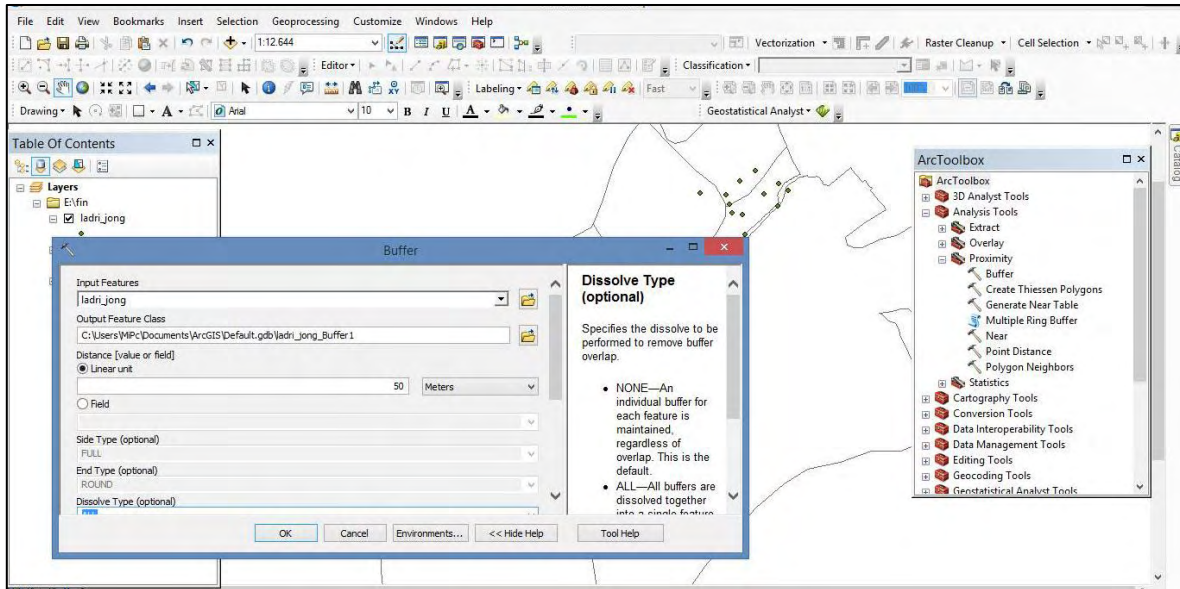 File Edit View Bookmarks Insert Selection Geoprocessing Customize Windows Help
1:12.644 Vectorization Raster Cleanup Cell Selection
Editor Classification
Labeling Fast
Drawing A Arial 10 B I U A Geostatistical Analyst
Table Of Contents
Layers
E:\fin
ladri_jong
Buffer
Input Features
ladri_jong
Output Feature Class
C:\Users\MPc\Documents\ArcGIS\Default.gdb\ladri_jong_Buffer1
Distance [value or field]
Linear unit
50 Meters
Field
Side Type (optional)
FULL
End Type (optional)
ROUND
Dissolve Type (optional)
ALL
Dissolve Type
(optional)
Specifies the dissolve to be
performed to remove buffer
overlap.
• NONE—An
individual buffer for
each feature is
maintained,
regardless of
overlap. This is the
default.
• ALL—All buffers are
dissolved together
into a single feature
OK Cancel Environments... << Hide Help Tool Help
ArcToolbox
ArcToolbox
3D Analyst Tools
Analysis Tools
Extract
Overlay
Proximity
Buffer
Create Thiessen Polygons
Generate Near Table
Multiple Ring Buffer
Near
Point Distance
Polygon Neighbors
Statistics
Cartography Tools
Conversion Tools
Data Interoperability Tools
Data Management Tools
Editing Tools
Geocoding Tools
Geostatistical Analyst Tools
Catalog